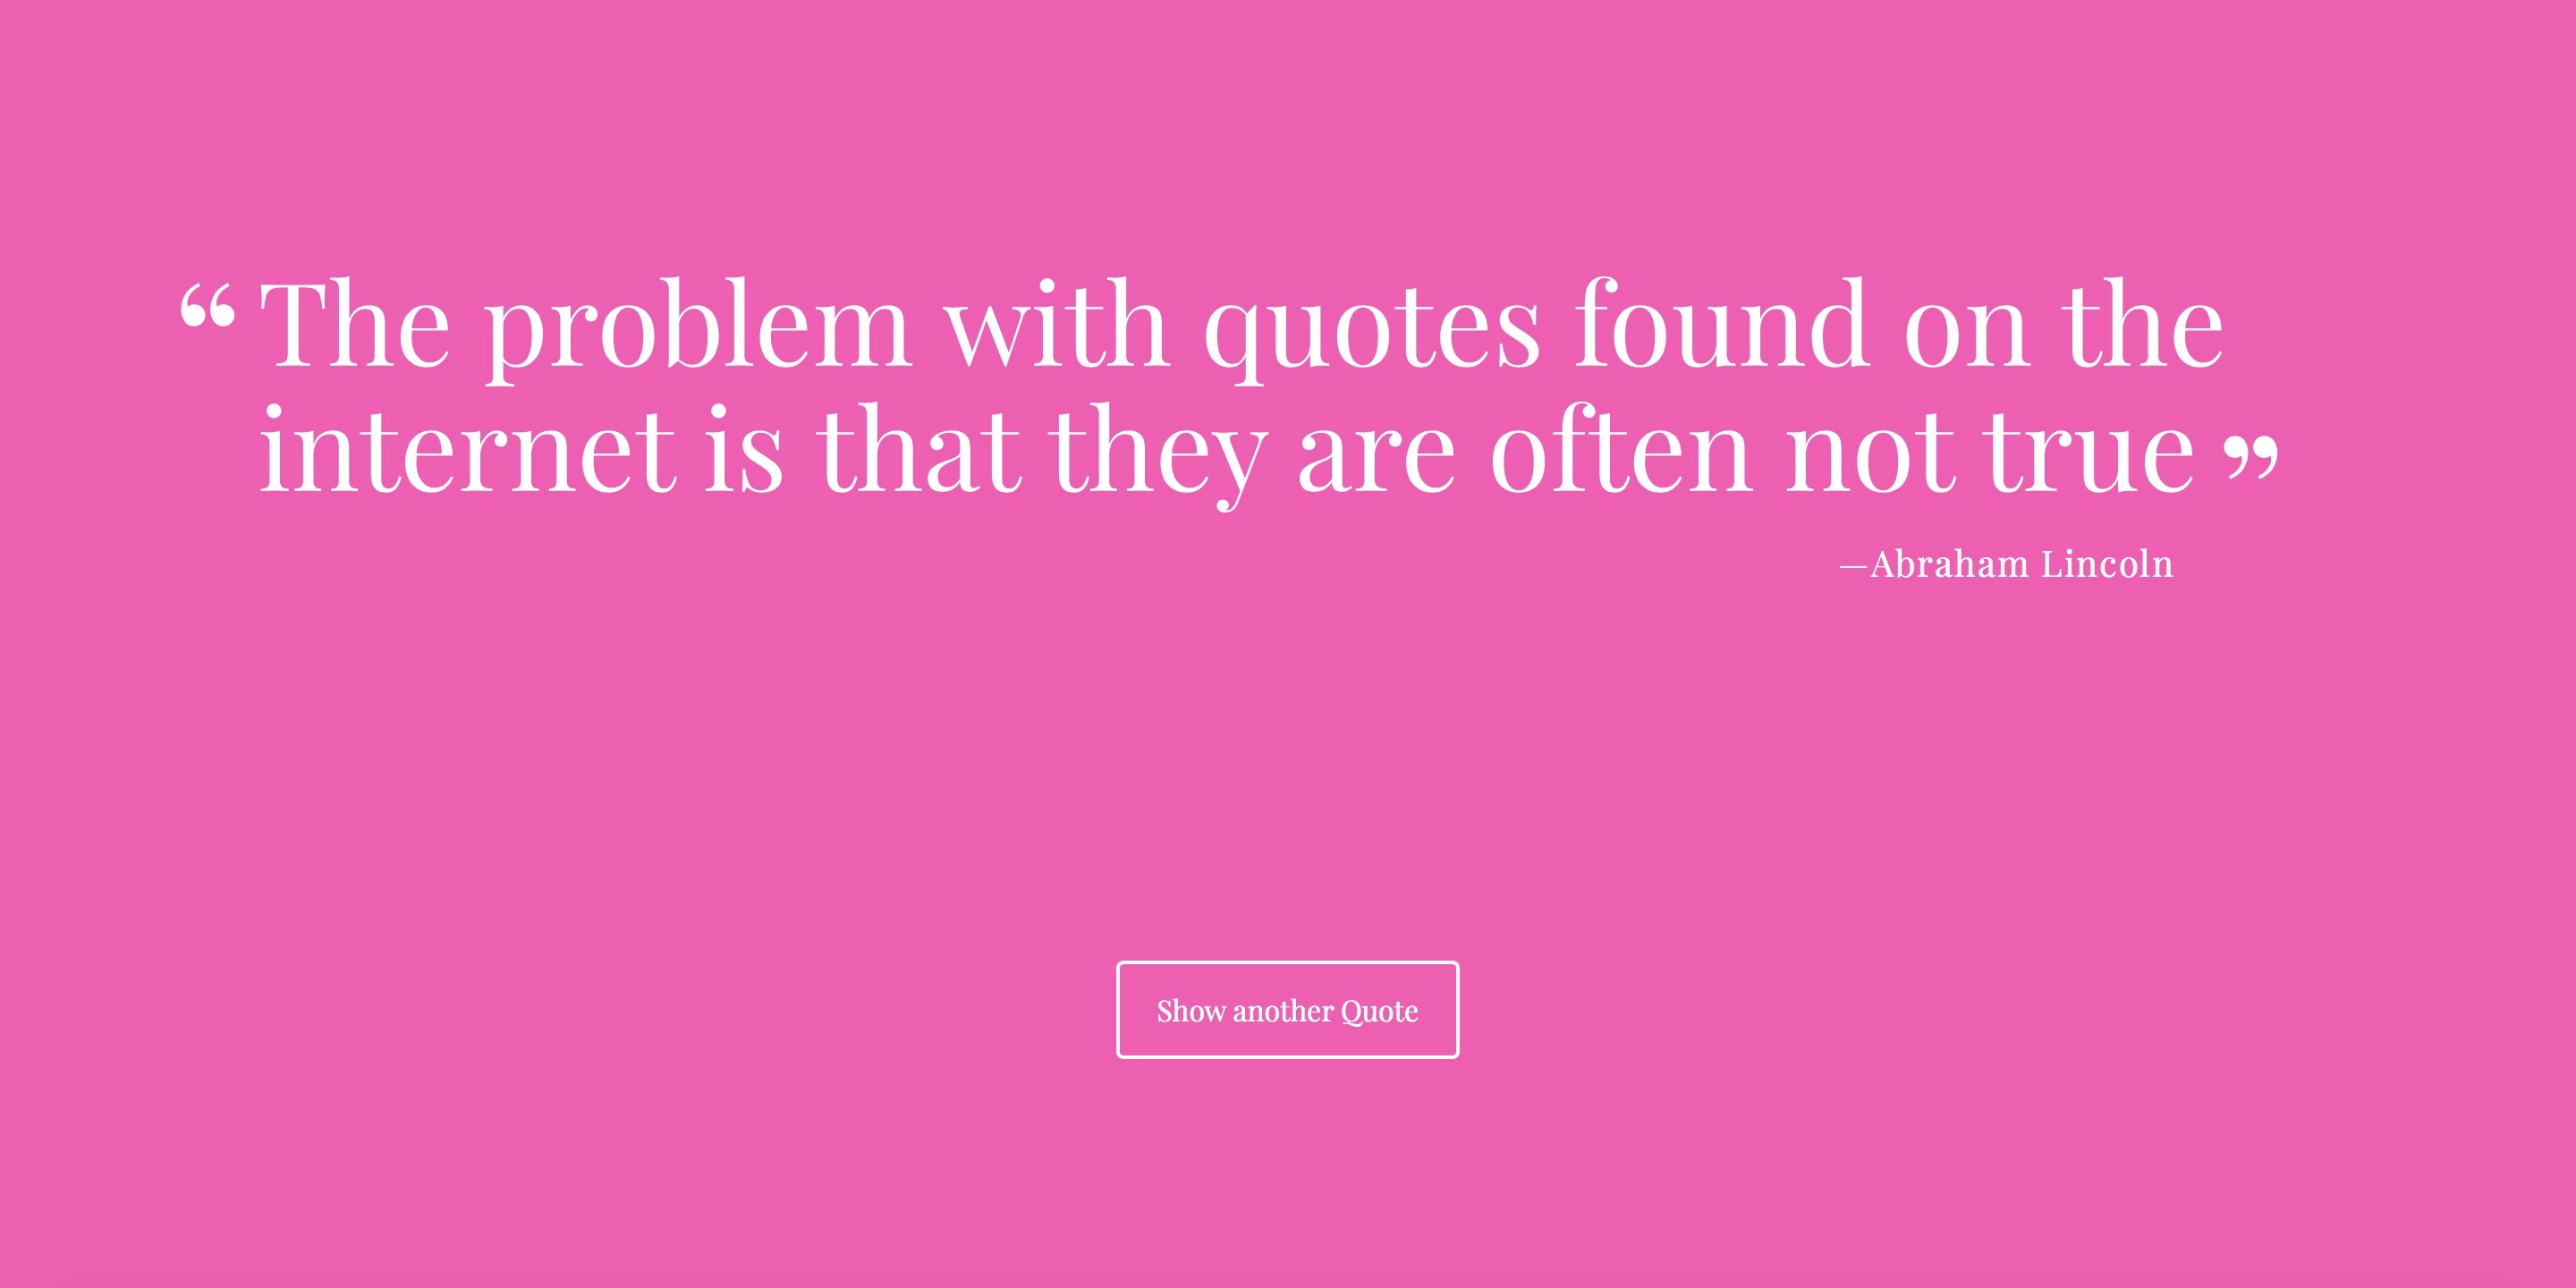 “ The problem with quotes found on the
internet is that they are often not true ”
—Abraham Lincoln
Show another Quote